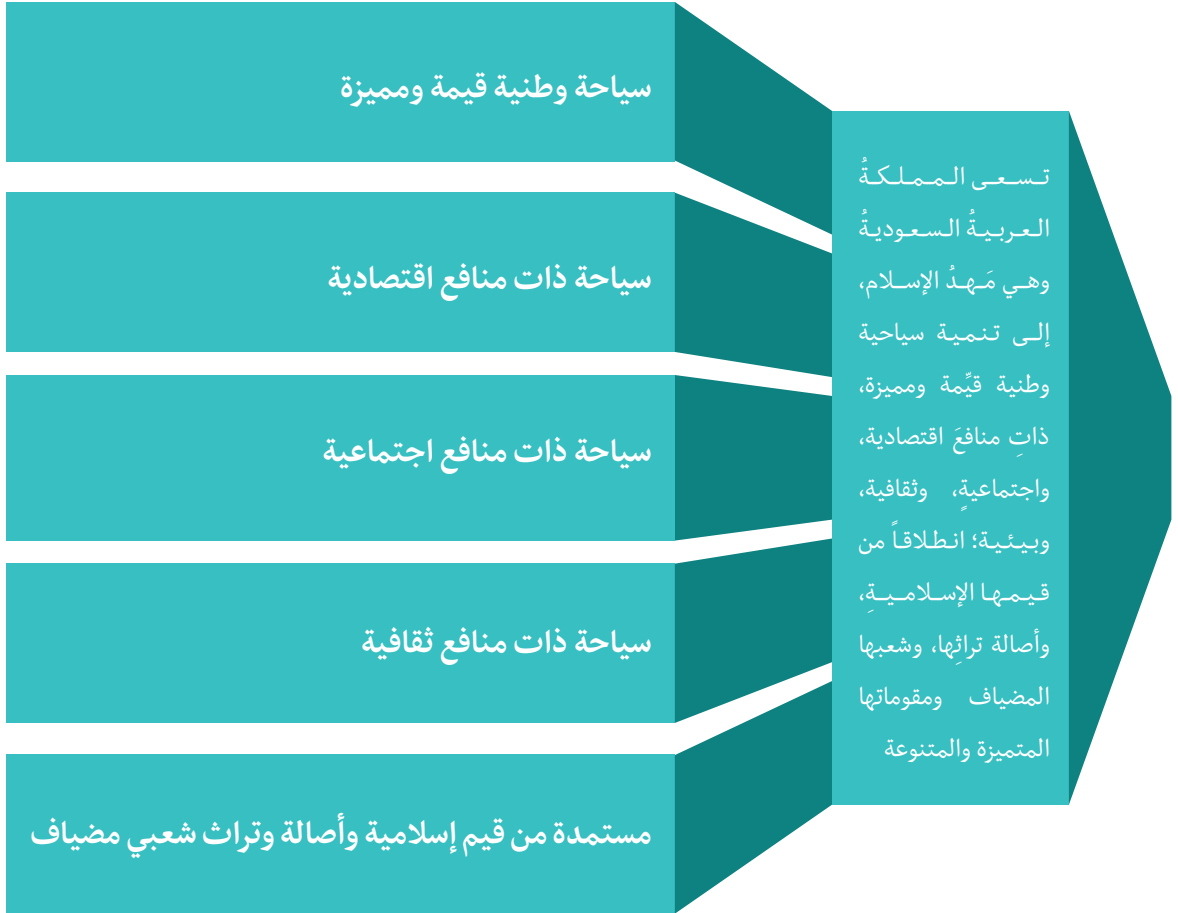 تسعى المملكةُ
العربيةُ السعوديةُ
وهي مَهدُ الإسلام،
إلى تنمية سياحية
وطنية قيِّمة ومميزة،
ذاتِ منافعَ اقتصادية،
واجتماعيةٍ، وثقافية،
وبيئية؛ انطلاقاً من
قيمها الإسلاميةِ،
وأصالة تراثِها، وشعبها
المضياف ومقوماتها
المتميزة والمتنوعة
سياحة وطنية قيمة ومميزة
سياحة ذات منافع اقتصادية
سياحة ذات منافع اجتماعية
سياحة ذات منافع ثقافية
مستمدة من قيم إسلامية وأصالة وتراث شعبي مضياف